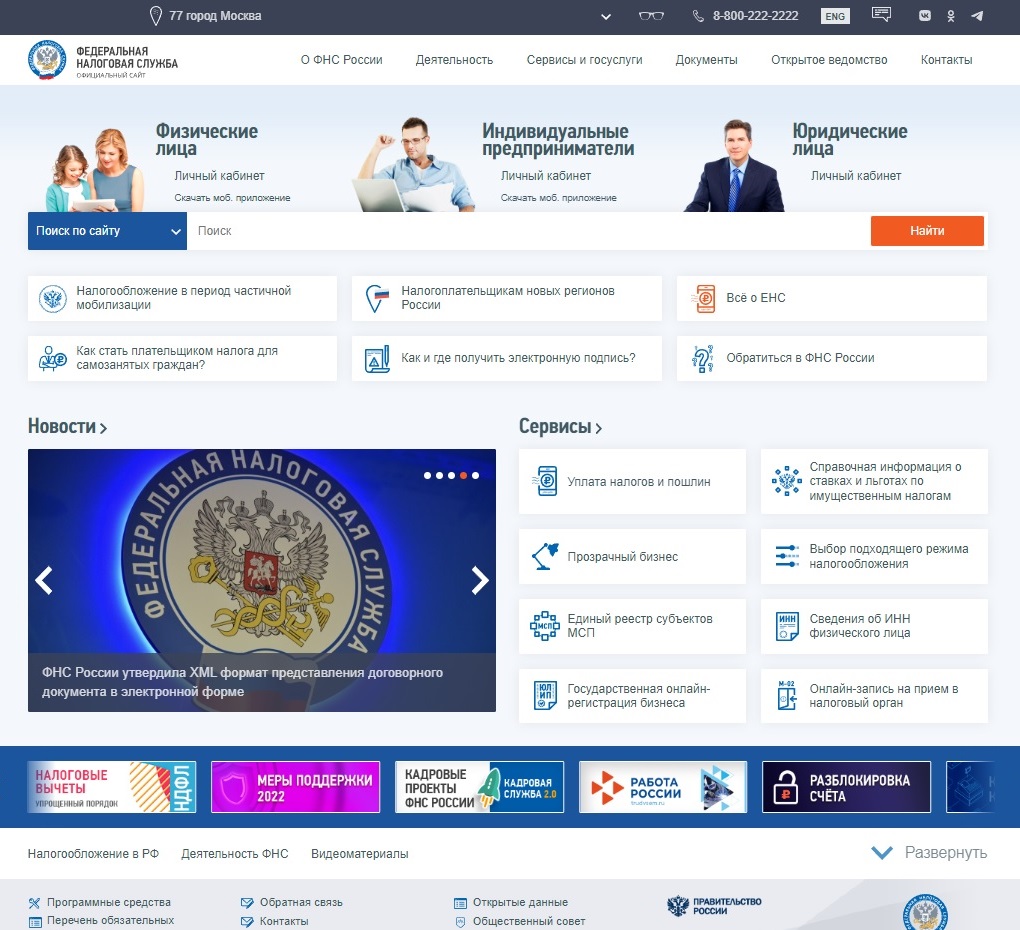 77 город Москва
8-800-222-2222
ENG
ФЕДЕРАЛЬНАЯ
НАЛОГОВАЯ СЛУЖБА
ОФИЦИАЛЬНЫЙ САЙТ
О ФНС России
Деятельность
Сервисы и госуслуги
Документы
Открытое ведомство
Контакты
Физические
лица
Личный кабинет
Скачать моб. приложение
Индивидуальные
предприниматели
Личный кабинет
Скачать моб. приложение
Юридические
лица
Личный кабинет
Поиск по сайту
Поиск
Найти
Налогообложение в период частичной
мобилизации
Налогоплательщикам новых регионов
России
Всё о ЕНС
Как стать плательщиком налога для
самозанятых граждан?
Как и где получить электронную подпись?
Обратиться в ФНС России
Новости
ФЕДЕРАЛЬНАЯ НАЛОГОВАЯ СЛУЖБА
ФНС России утвердила XML формат представления договорного
документа в электронной форме
Сервисы
Уплата налогов и пошлин
Справочная информация о
ставках и льготах по
имущественным налогам
Прозрачный бизнес
Выбор подходящего режима
налогообложения
МСП
Единый реестр субъектов
МСП
ИНН
Сведения об ИНН
физического лица
ЮЛ
ИП
Государственная онлайн-
регистрация бизнеса
М-02
Онлайн-запись на прием в
налоговый орган
НАЛОГОВЫЕ
ВЫЧЕТЫ
УПРОЩЕННЫЙ ПОРЯДОК
НДФЛ
МЕРЫ ПОДДЕРЖКИ
2022
КАДРОВЫЕ
ПРОЕКТЫ
ФНС РОССИИ
КАДРОВАЯ
СЛУЖБА 2.0
РАБОТА
РОССИИ
trudvsem.ru
РАЗБЛОКИРОВКА
СЧЁТА
Налогообложение в РФ
Деятельность ФНС
Видеоматериалы
Развернуть
Программные средства
Перечень обязательных
Обратная связь
Контакты
Открытые данные
Общественный совет
ПРАВИТЕЛЬСТВО
РОССИИ